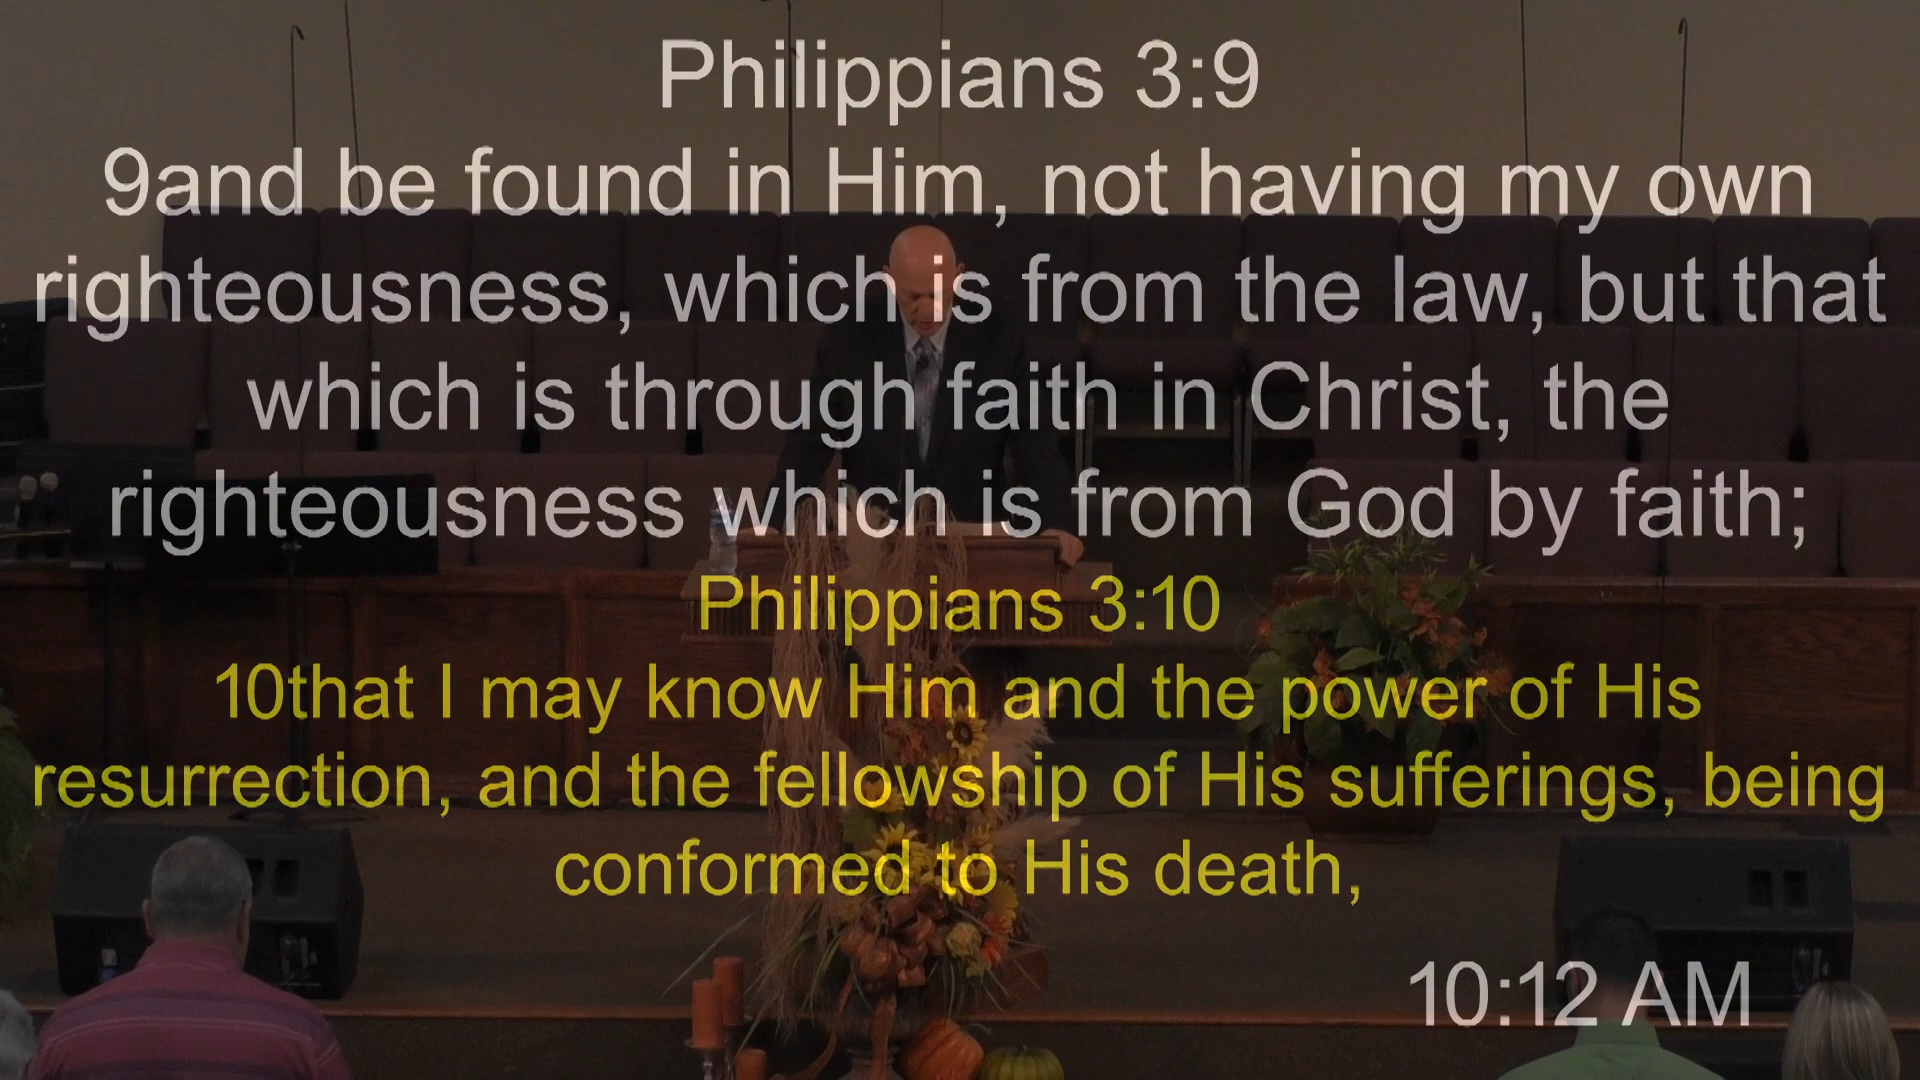 Philippians 3:9
9and be found in Him, not having my own
righteousness, which is from the law, but that
which is through faith in Christ, the
righteousness which is from God by faith;
Philippians 3:10
10that I may know Him and the power of His
resurrection, and the fellowship of His sufferings, being
conformed to His death,
10:12 AM